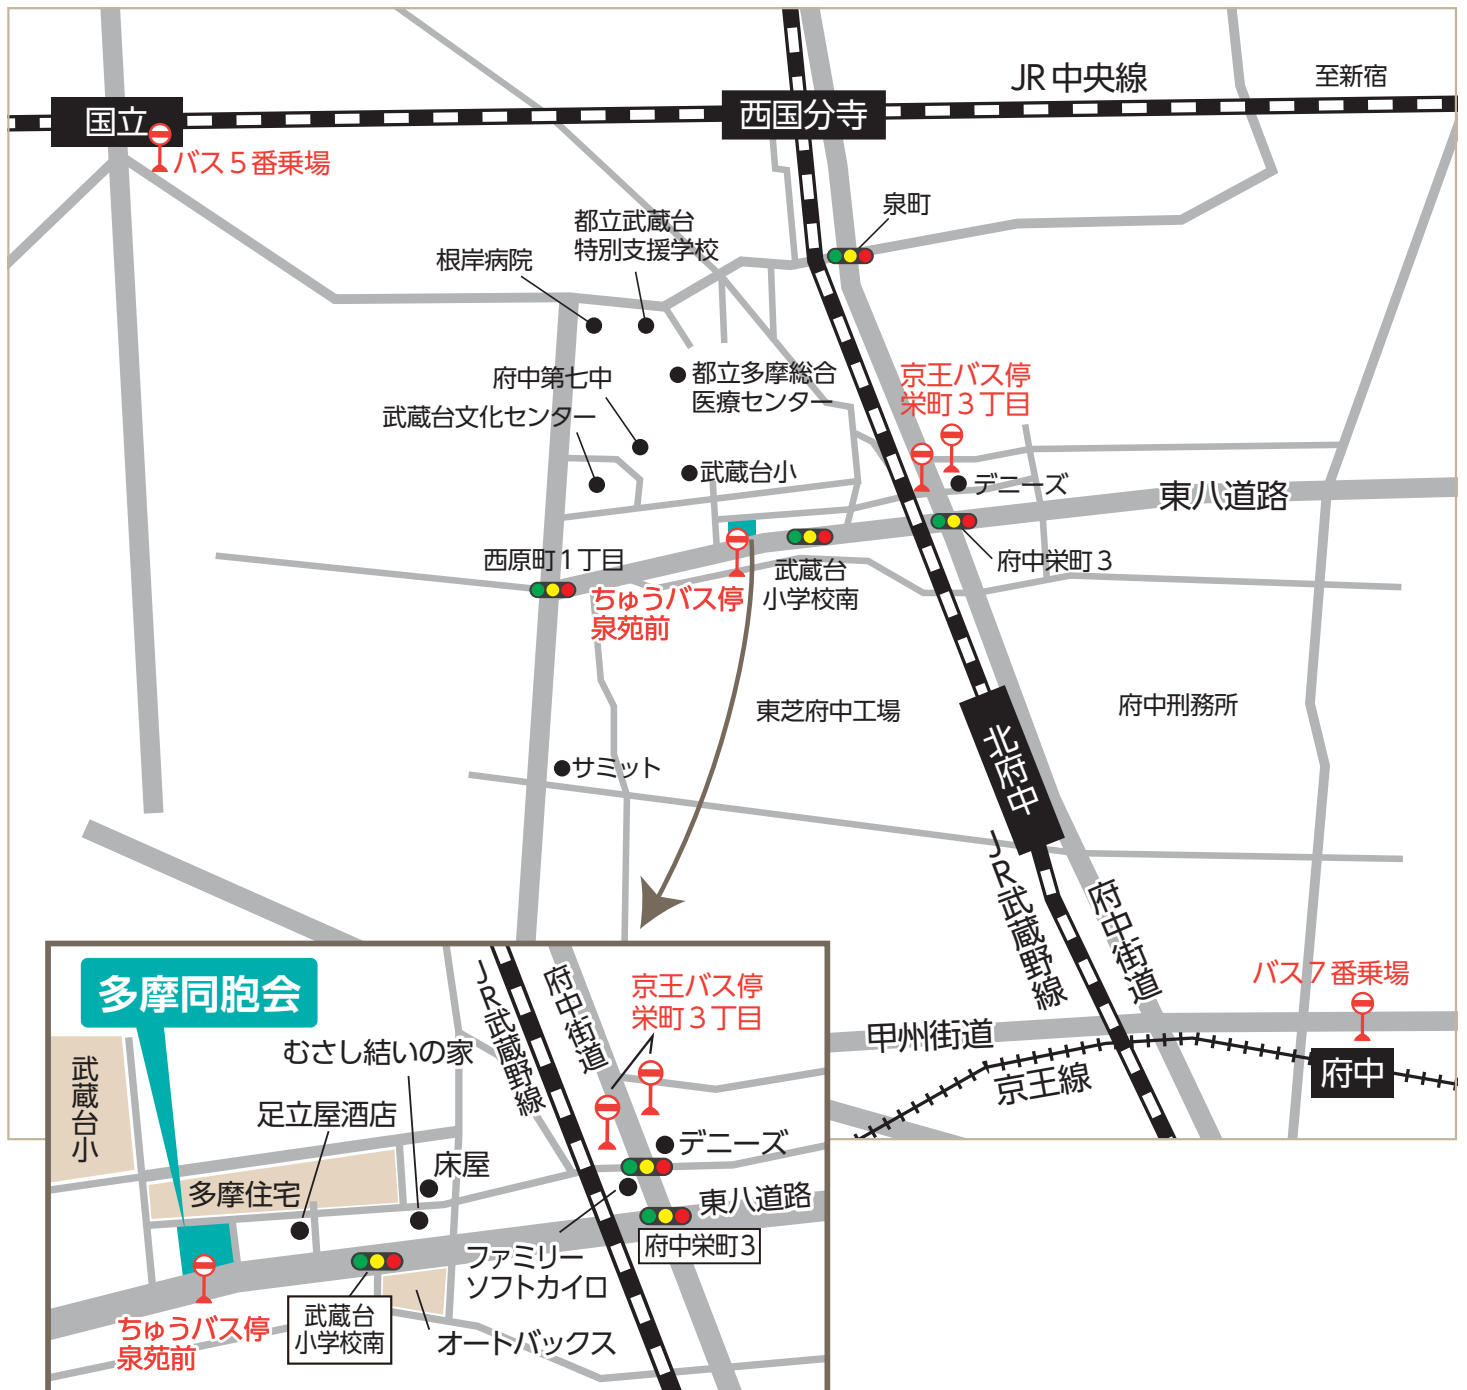 JR中央線
至新宿
国立
西国分寺
バス5番乗場
泉町
都立武蔵台
特別支援学校
根岸病院
府中第七中
都立多摩総合
医療センター
武蔵台文化センター
武蔵台小
京王バス停
栄町3丁目
デニーズ
東八道路
西原町1丁目
府中栄町3
武蔵台
小学校南
ちゅうバス停
泉苑前
東芝府中工場
府中刑務所
サミット
北府中
JR武蔵野線
府中街道
バス7番乗場
甲州街道
京王線
府中
多摩同胞会
JR武蔵野線
府中街道
京王バス停
栄町3丁目
むさし結いの家
武蔵台小
足立屋酒店
デニーズ
床屋
多摩住宅
東八道路
府中栄町3
ファミリー
ソフトカイロ
武蔵台
小学校南
オートバックス
ちゅうバス停
泉苑前